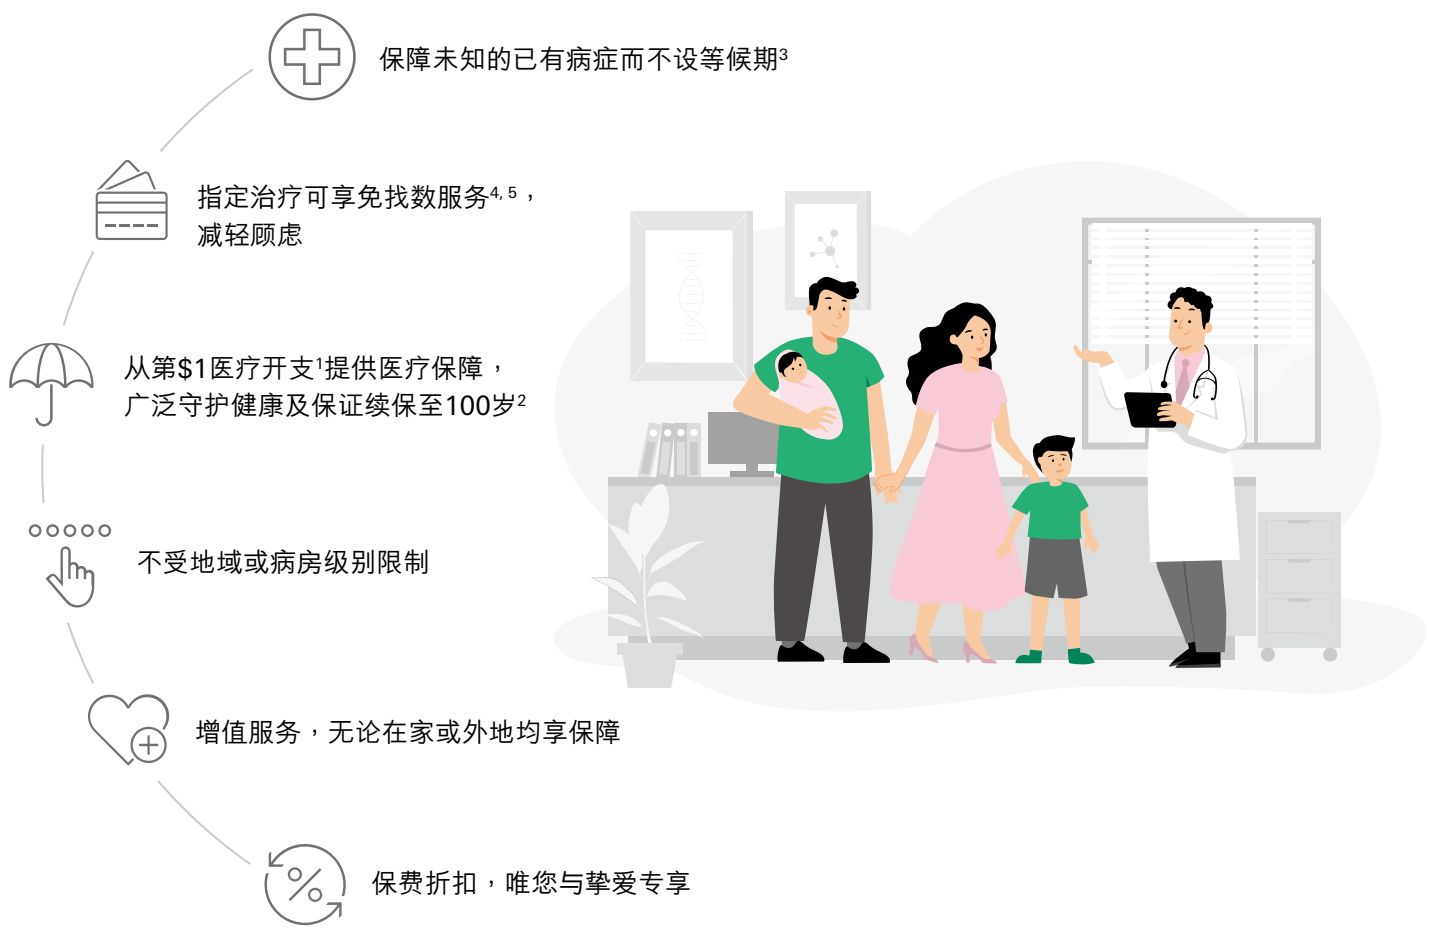 保障未知的已有病症而不设等候期³
指定治疗可享免找数服务⁴˒ ⁵，
减轻顾虑
从第$1医疗开支¹提供医疗保障，
广泛守护健康及保证续保至100岁²
不受地域或病房级别限制
增值服务，无论在家或外地均享保障
保费折扣，唯您与挚爱专享